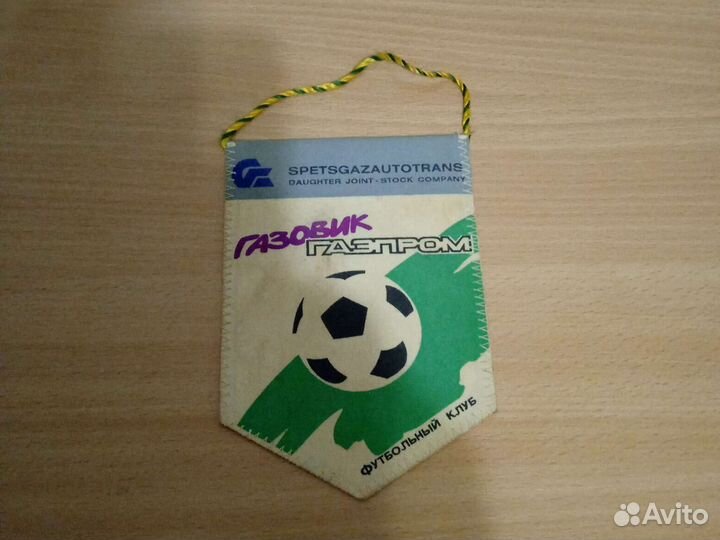 SPETSGAZAUTOTRANS
DAUGHTER JOINT-STOCK COMPANY
ГАЗОВИК
ГАЗПРОМ
ФУТБОЛЬНЫЙ КЛУБ
Avito